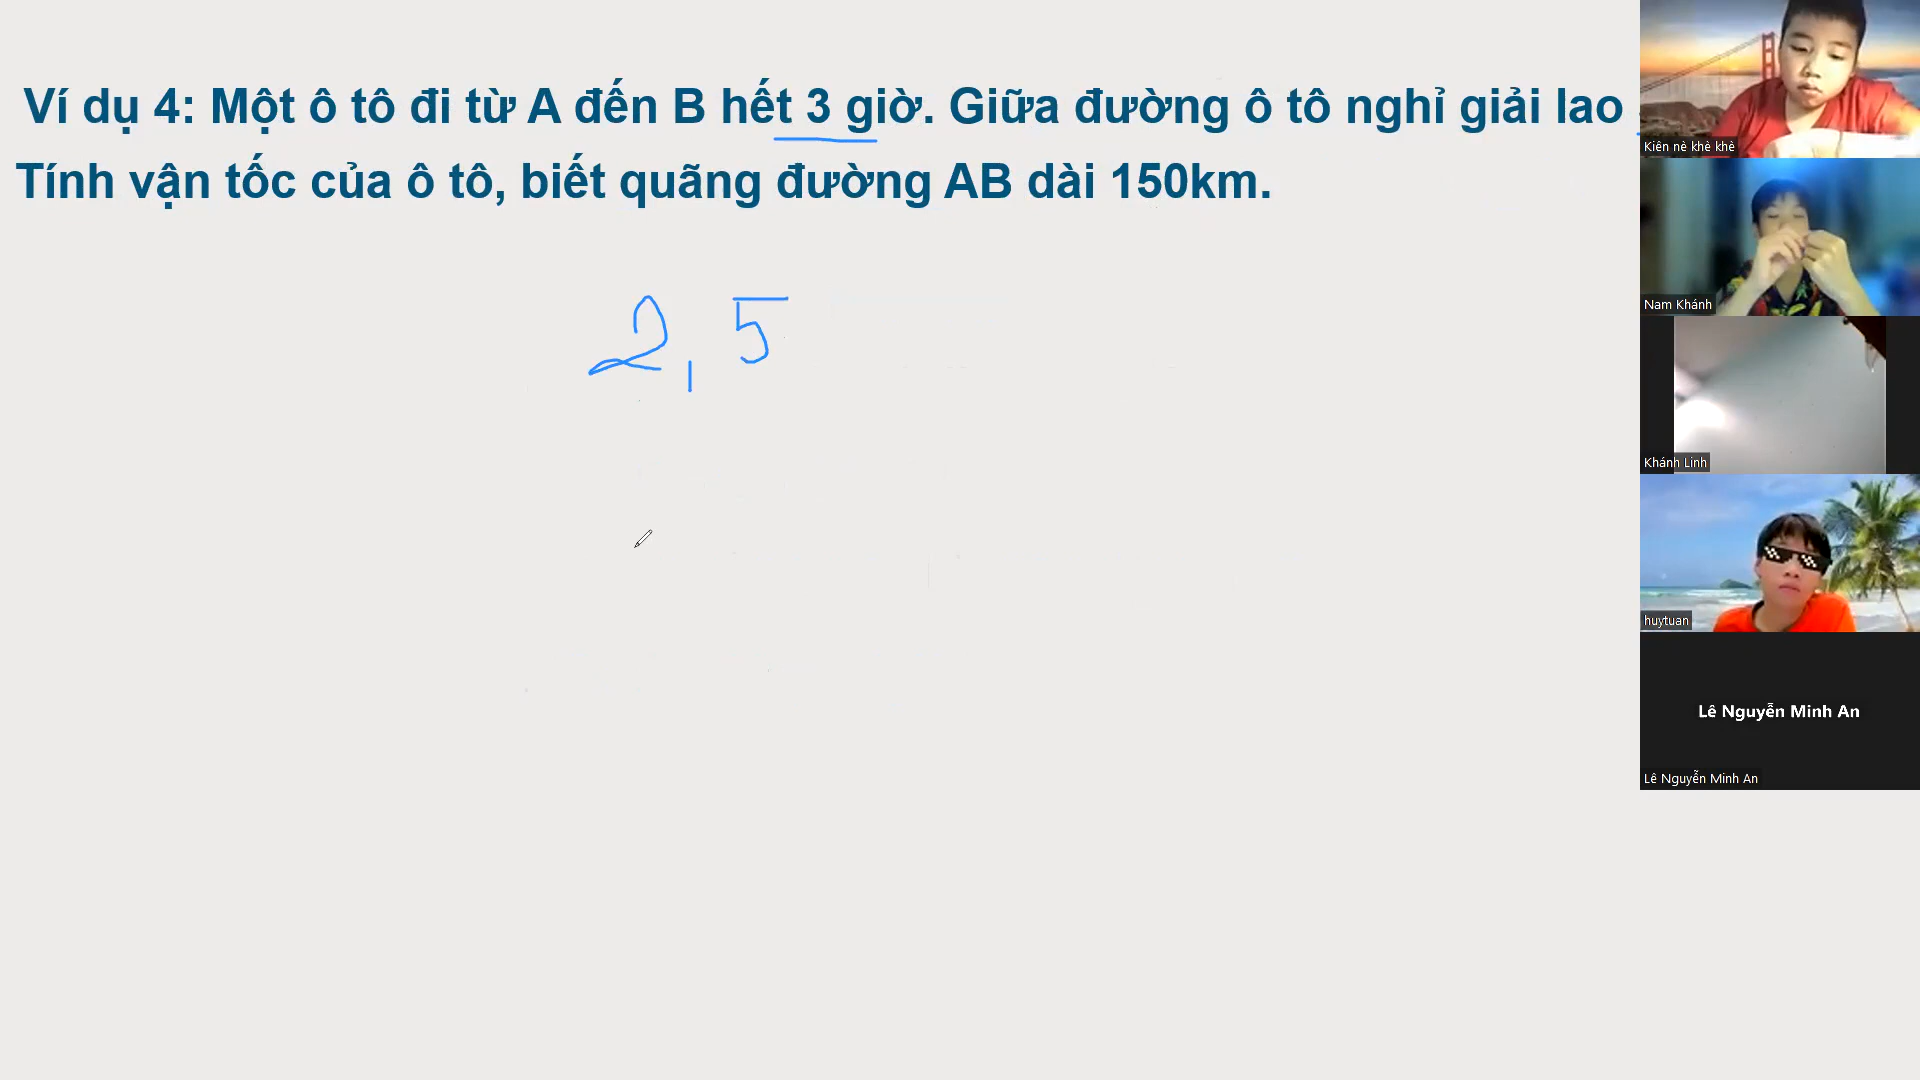 Ví dụ 4: Một ô tô đi từ A đến B hết 3 giờ. Giữa đường ô tô nghỉ giải lao
Tính vận tốc của ô tô, biết quãng đường AB dài 150km.
2,5
Kiên nè khè khè
Nam Khánh
Khánh Linh
huytuan
Lê Nguyễn Minh An
Lê Nguyễn Minh An